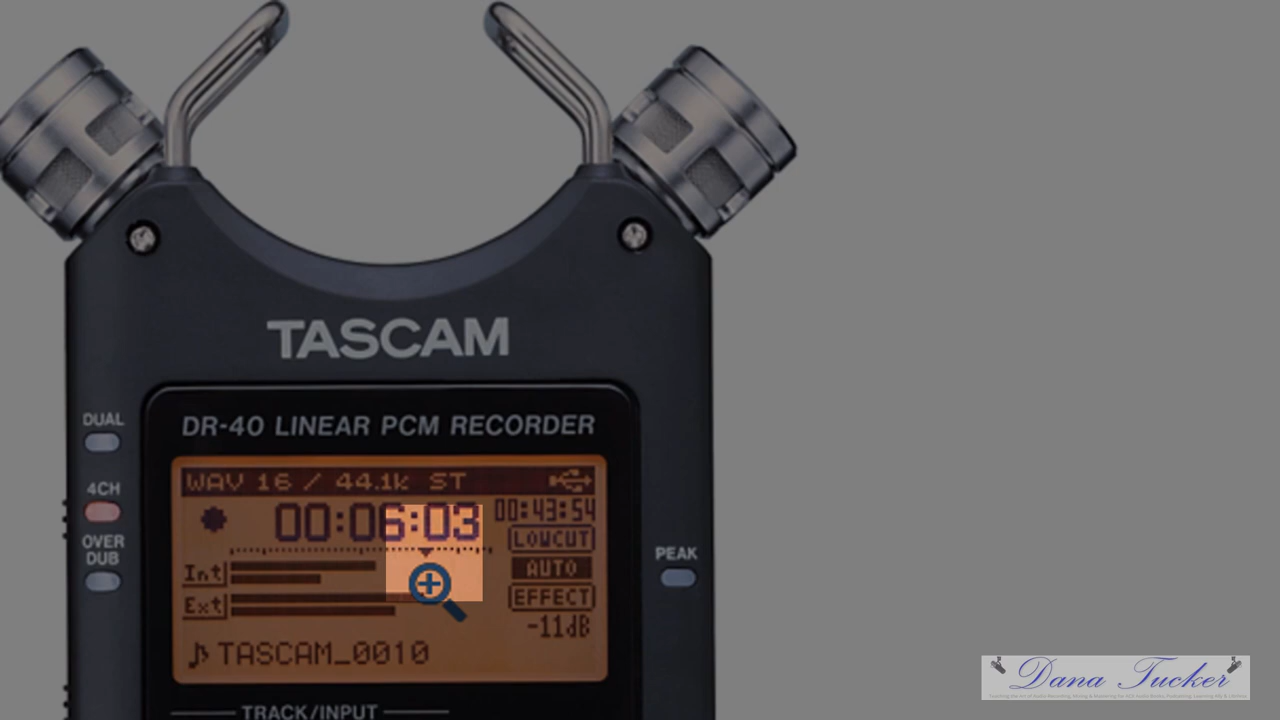 TASCAM
DR-40 LINEAR PCM RECORDER
DUAL
4CH
OVER
DUB
PEAK
WAV 16 / 44.1k ST
00:06:03
00:43:54
LOWCUT
AUTO
EFFECT
-11dB
Int
Ext
TASCAM_0010
TRACK/INPUT
Dana Tucker